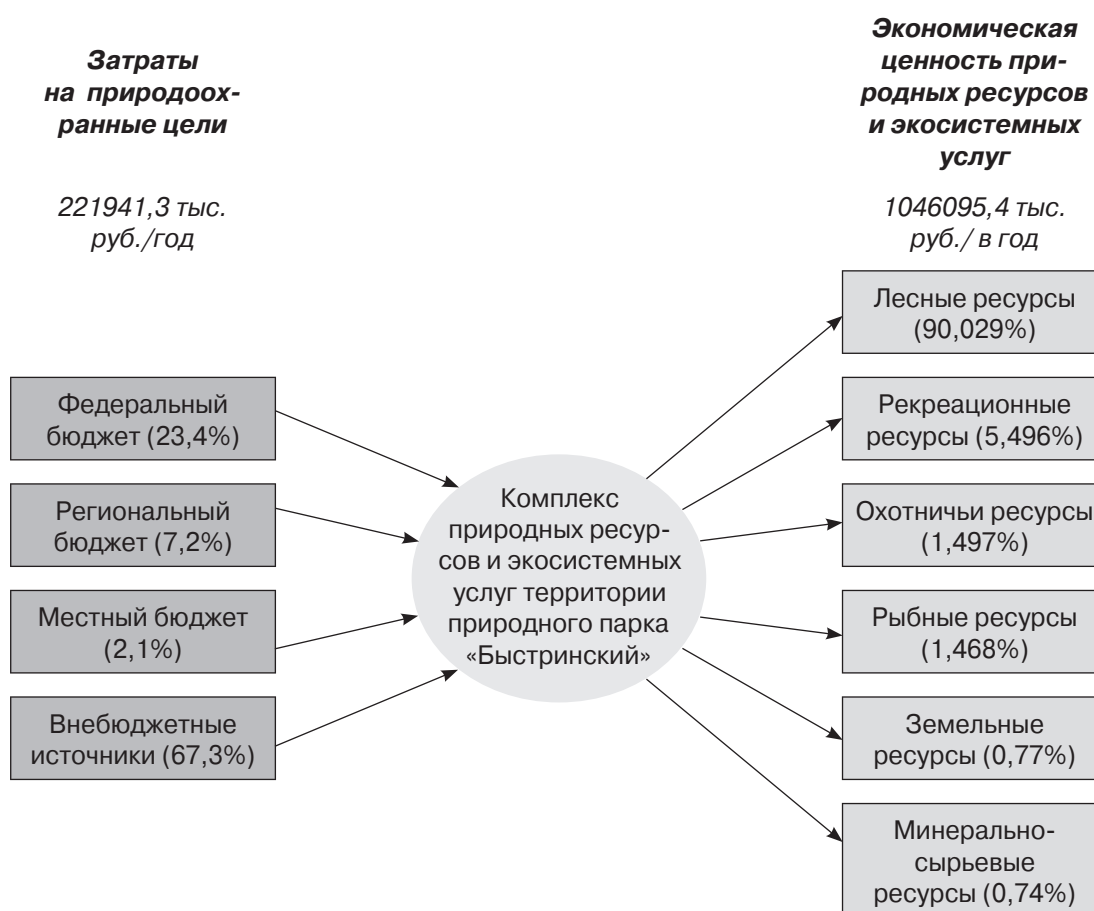 Затраты
на природоох-
ранные цели
221941,3 тыс.
руб./год
Федеральный
бюджет (23,4%)
Региональный
бюджет (7,2%)
Местный бюджет
(2,1%)
Внебюджетные
источники (67,3%)
Комплекс
природных ресур-
сов и экосистемных
услуг территории
природного парка
«Быстринский»
Экономическая
ценность при-
родных ресурсов
и экосистемных
услуг
1046095,4 тыс.
руб./ в год
Лесные ресурсы
(90,029%)
Рекреационные
ресурсы (5,496%)
Охотничьи ресурсы
(1,497%)
Рыбные ресурсы
(1,468%)
Земельные
ресурсы (0,77%)
Минерально-
сырьевые
ресурсы (0,74%)